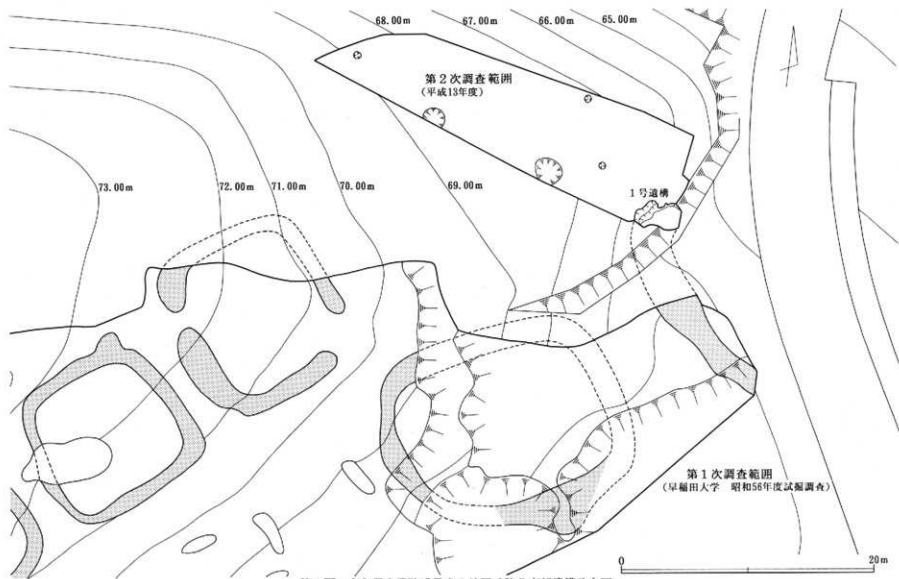 68.00m
67.00m
66.00m
65.00m
第2次調査範囲
(平成13年度)
73.00m
72.00m
71.00m
70.00m
69.00m
1号遺構
第1次調査範囲
(早稲田大学 昭和56年度試掘調査)
0
20m